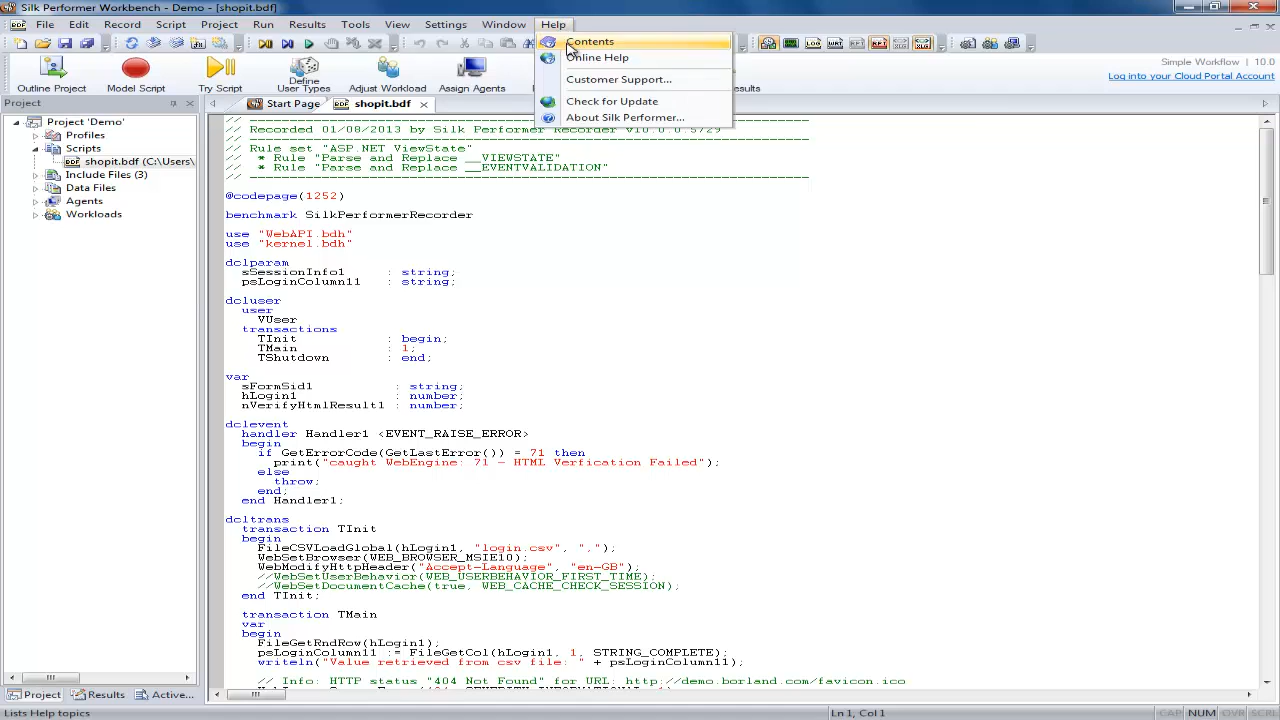 Silk Performer Workbench - Demo - [shopit.bdf]
File Edit Record Script Project Run Results Tools View Settings Window Help
Simple Workflow | 10.0
Outline Project Model Script Try Script Define User Types Adjust Workload Assign Agents
Log into your Cloud Portal Account
Contents
Online Help
Customer Support...
Check for Update
About Silk Performer...
Project
Start Page shopit.bdf
Project 'Demo'
Profiles
Scripts
shopit.bdf (C:\Users\
Include Files (3)
Data Files
Agents
Workloads
// Recorded 01/08/2013 by Silk Performer Recorder v10.0.0.5729
// Rule set "ASP.NET ViewState"
//  * Rule "Parse and Replace __VIEWSTATE"
//  * Rule "Parse and Replace __EVENTVALIDATION"
@codepage(1252)
benchmark SilkPerformerRecorder
use "WebAPI.bdh"
use "kernel.bdh"
dclparam
sSessionInfo1 : string;
psLoginColumn11 : string;
dcluser
user
VUser
transactions
TInit : begin;
TMain : 1;
TShutdown : end;
var
sFormSid1 : string;
hLogin1 : number;
nVerifyHtmlResult1 : number;
dclevent
handler Handler1 <EVENT_RAISE_ERROR>
begin
if GetErrorCode(GetLastError()) = 71 then
print("caught WebEngine: 71 - HTML Verfication Failed");
else
throw;
end;
end Handler1;
dcltrans
transaction TInit
begin
FileCSVLoadGlobal(hLogin1, "login.csv", ",");
WebSetBrowser(WEB_BROWSER_MSIE10);
WebModifyHttpHeader("Accept-Language", "en-GB");
//WebSetUserBehavior(WEB_USERBEHAVIOR_FIRST_TIME);
//WebSetDocumentCache(true, WEB_CACHE_CHECK_SESSION);
end TInit;
transaction TMain
var
begin
FileGetRndRow(hLogin1);
psLoginColumn11 := FileGetCol(hLogin1, 1, STRING_COMPLETE);
writeln("Value retrieved from csv file: " + psLoginColumn11);
// Info: HTTP status "404 Not Found" for URL: http://demo.borland.com/favicon.ico
Project Results Active...
Lists Help topics Ln 1, Col 1 CAP NUM OVR SCRL